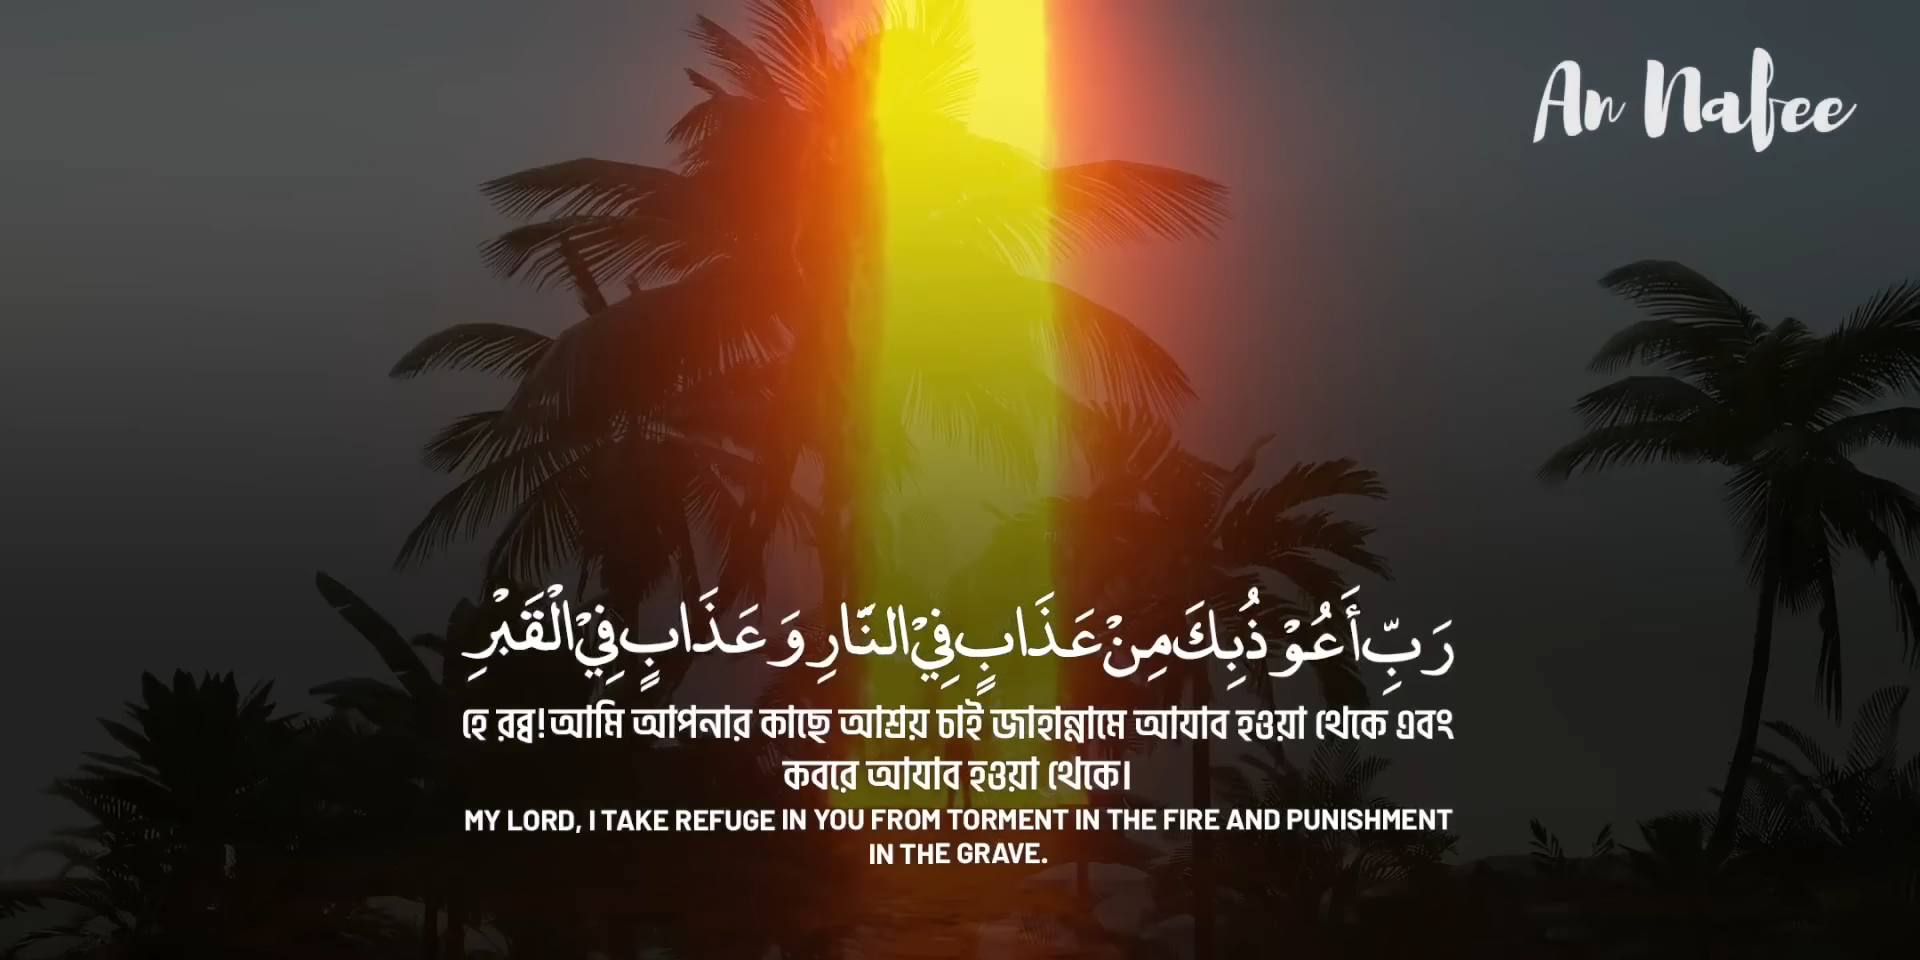 An Nafee
رَبِّ أَعُوْذُبِكَ مِنْ عَذَابٍ فِيْ النَّارِ وَعَذَابٍ فِيْ الْقَبْرِ
হে রব্ব! আমি আপনার কাছে আশ্রয় চাই জাহান্নামে আযাব হওয়া থেকে এবং
কবরে আযাব হওয়া থেকে।
MY LORD, I TAKE REFUGE IN YOU FROM TORMENT IN THE FIRE AND PUNISHMENT
IN THE GRAVE.